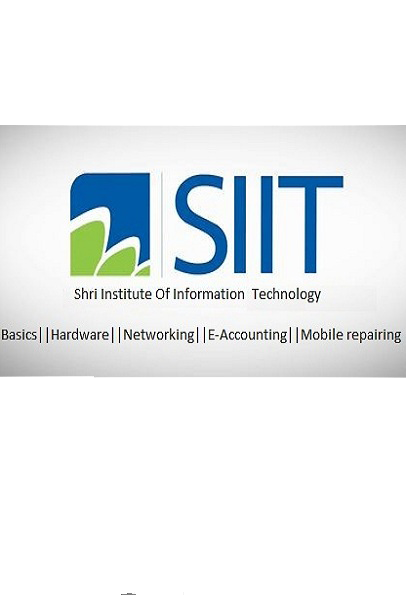 SIIT
Shri Institute Of Information Technology
Basics||Hardware||Networking||E-Accounting||Mobile repairing